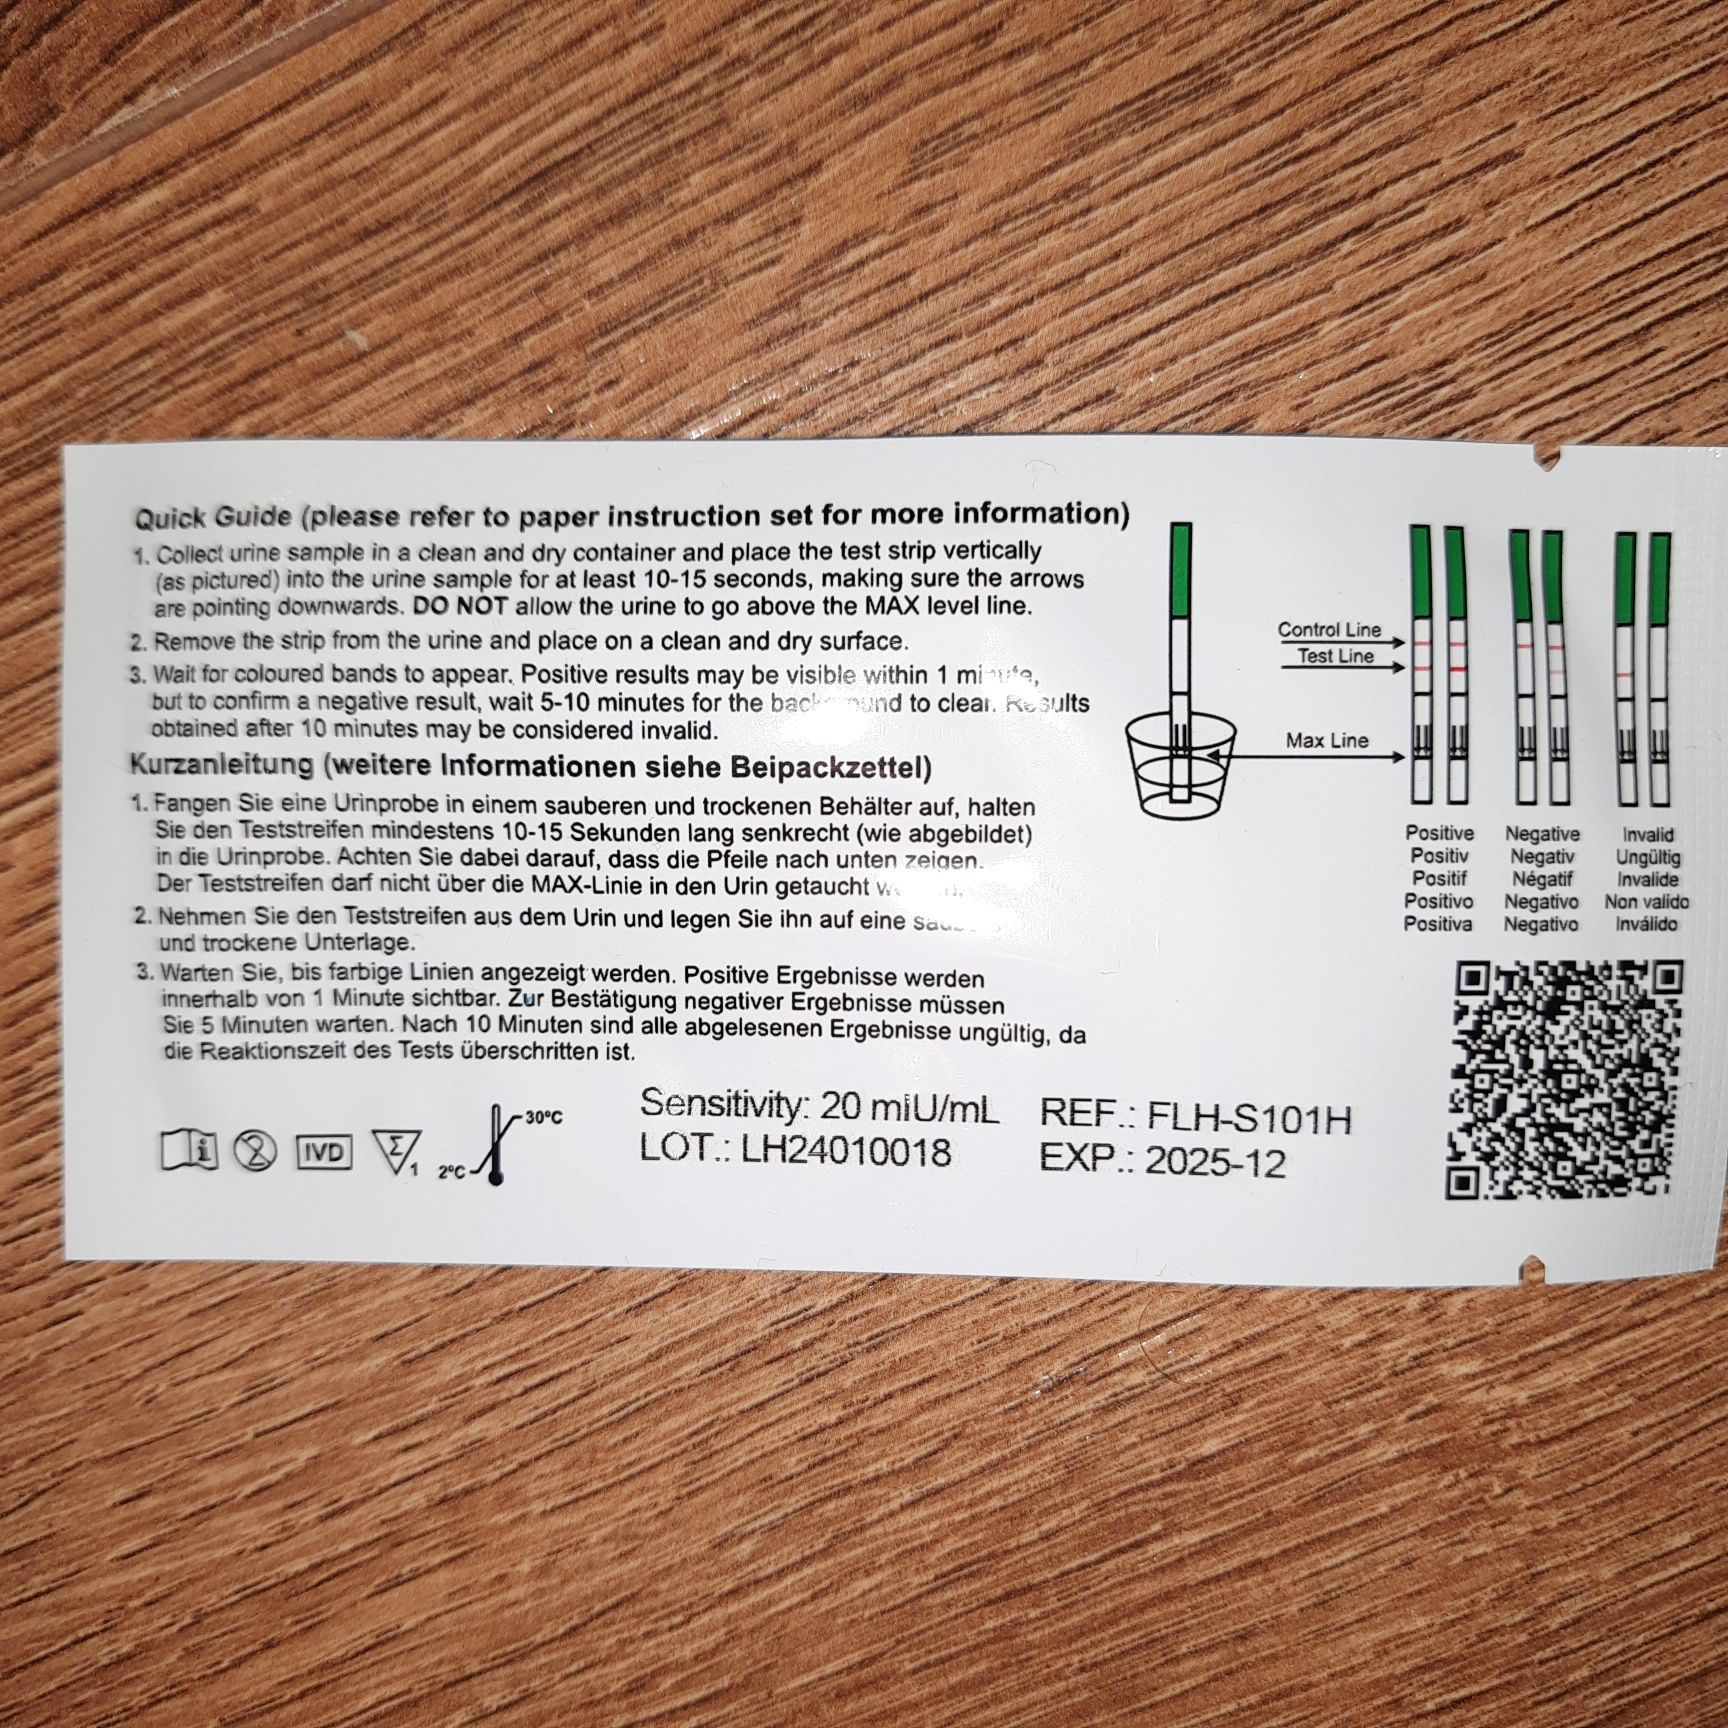 Quick Guide (please refer to paper instruction set for more information)
1. Collect urine sample in a clean and dry container and place the test strip vertically
(as pictured) into the urine sample for at least 10-15 seconds, making sure the arrows
are pointing downwards. DO NOT allow the urine to go above the MAX level line.
2. Remove the strip from the urine and place on a clean and dry surface.
3. Wait for coloured bands to appear. Positive results may be visible within 1 minute,
but to confirm a negative result, wait 5-10 minutes for the background to clear. Results
obtained after 10 minutes may be considered invalid.
Kurzanleitung (weitere Informationen siehe Beipackzettel)
1. Fangen Sie eine Urinprobe in einem sauberen und trockenen Behälter auf, halten
Sie den Teststreifen mindestens 10-15 Sekunden lang senkrecht (wie abgebildet)
in die Urinprobe. Achten Sie dabei darauf, dass die Pfeile nach unten zeigen.
Der Teststreifen darf nicht über die MAX-Linie in den Urin getaucht
2. Nehmen Sie den Teststreifen aus dem Urin und legen Sie ihn auf eine
und trockene Unterlage.
3. Warten Sie, bis farbige Linien angezeigt werden. Positive Ergebnisse werden
innerhalb von 1 Minute sichtbar. Zur Bestätigung negativer Ergebnisse müssen
Sie 5 Minuten warten. Nach 10 Minuten sind alle abgelesenen Ergebnisse ungültig, da
die Reaktionszeit des Tests überschritten ist.
Control Line
Test Line
Max Line
Positive Negative Invalid
Positiv Negativ Ungültig
Positif Négatif Invalide
Positivo Negativo Non valido
Positiva Negativo Inválido
i 2 IVD Σ 1 2°C 30°C
Sensitivity: 20 mIU/mL REF.: FLH-S101H
LOT.: LH24010018 EXP.: 2025-12